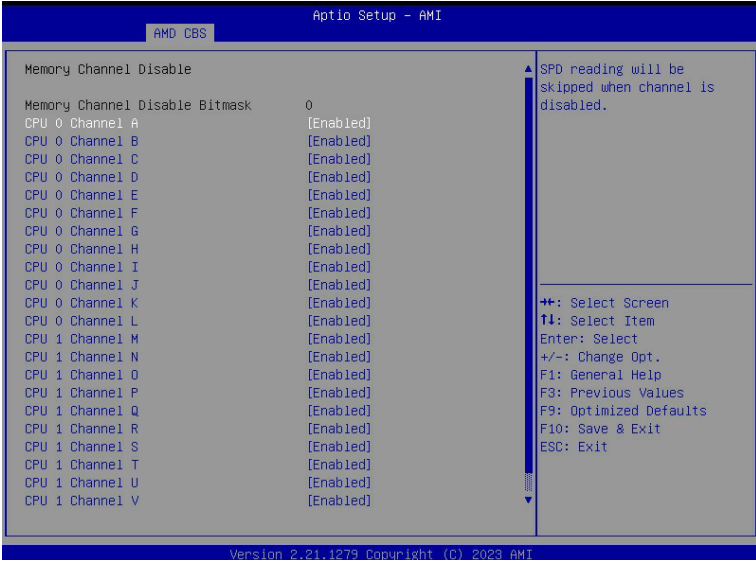 Aptio Setup - AMI
AMD CBS
Memory Channel Disable
Memory Channel Disable Bitmask 0
CPU 0 Channel A [Enabled]
CPU 0 Channel B [Enabled]
CPU 0 Channel C [Enabled]
CPU 0 Channel D [Enabled]
CPU 0 Channel E [Enabled]
CPU 0 Channel F [Enabled]
CPU 0 Channel G [Enabled]
CPU 0 Channel H [Enabled]
CPU 0 Channel I [Enabled]
CPU 0 Channel J [Enabled]
CPU 0 Channel K [Enabled]
CPU 0 Channel L [Enabled]
CPU 1 Channel M [Enabled]
CPU 1 Channel N [Enabled]
CPU 1 Channel O [Enabled]
CPU 1 Channel P [Enabled]
CPU 1 Channel Q [Enabled]
CPU 1 Channel R [Enabled]
CPU 1 Channel S [Enabled]
CPU 1 Channel T [Enabled]
CPU 1 Channel U [Enabled]
CPU 1 Channel V [Enabled]
SPD reading will be
skipped when channel is
disabled.
→←: Select Screen
↑↓: Select Item
Enter: Select
+/-: Change Opt.
F1: General Help
F3: Previous Values
F9: Optimized Defaults
F10: Save & Exit
ESC: Exit
Version 2.21.1279 Copyright (C) 2023 AMI